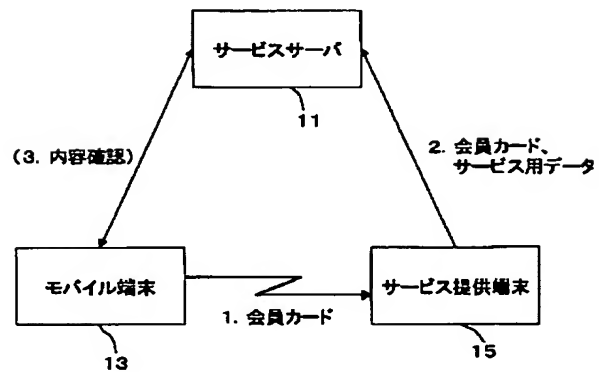 サービスサーバ
11
(3. 内容確認)
2. 会員カード、
サービス用データ
モバイル端末
サービス提供端末
1. 会員カード
13
15